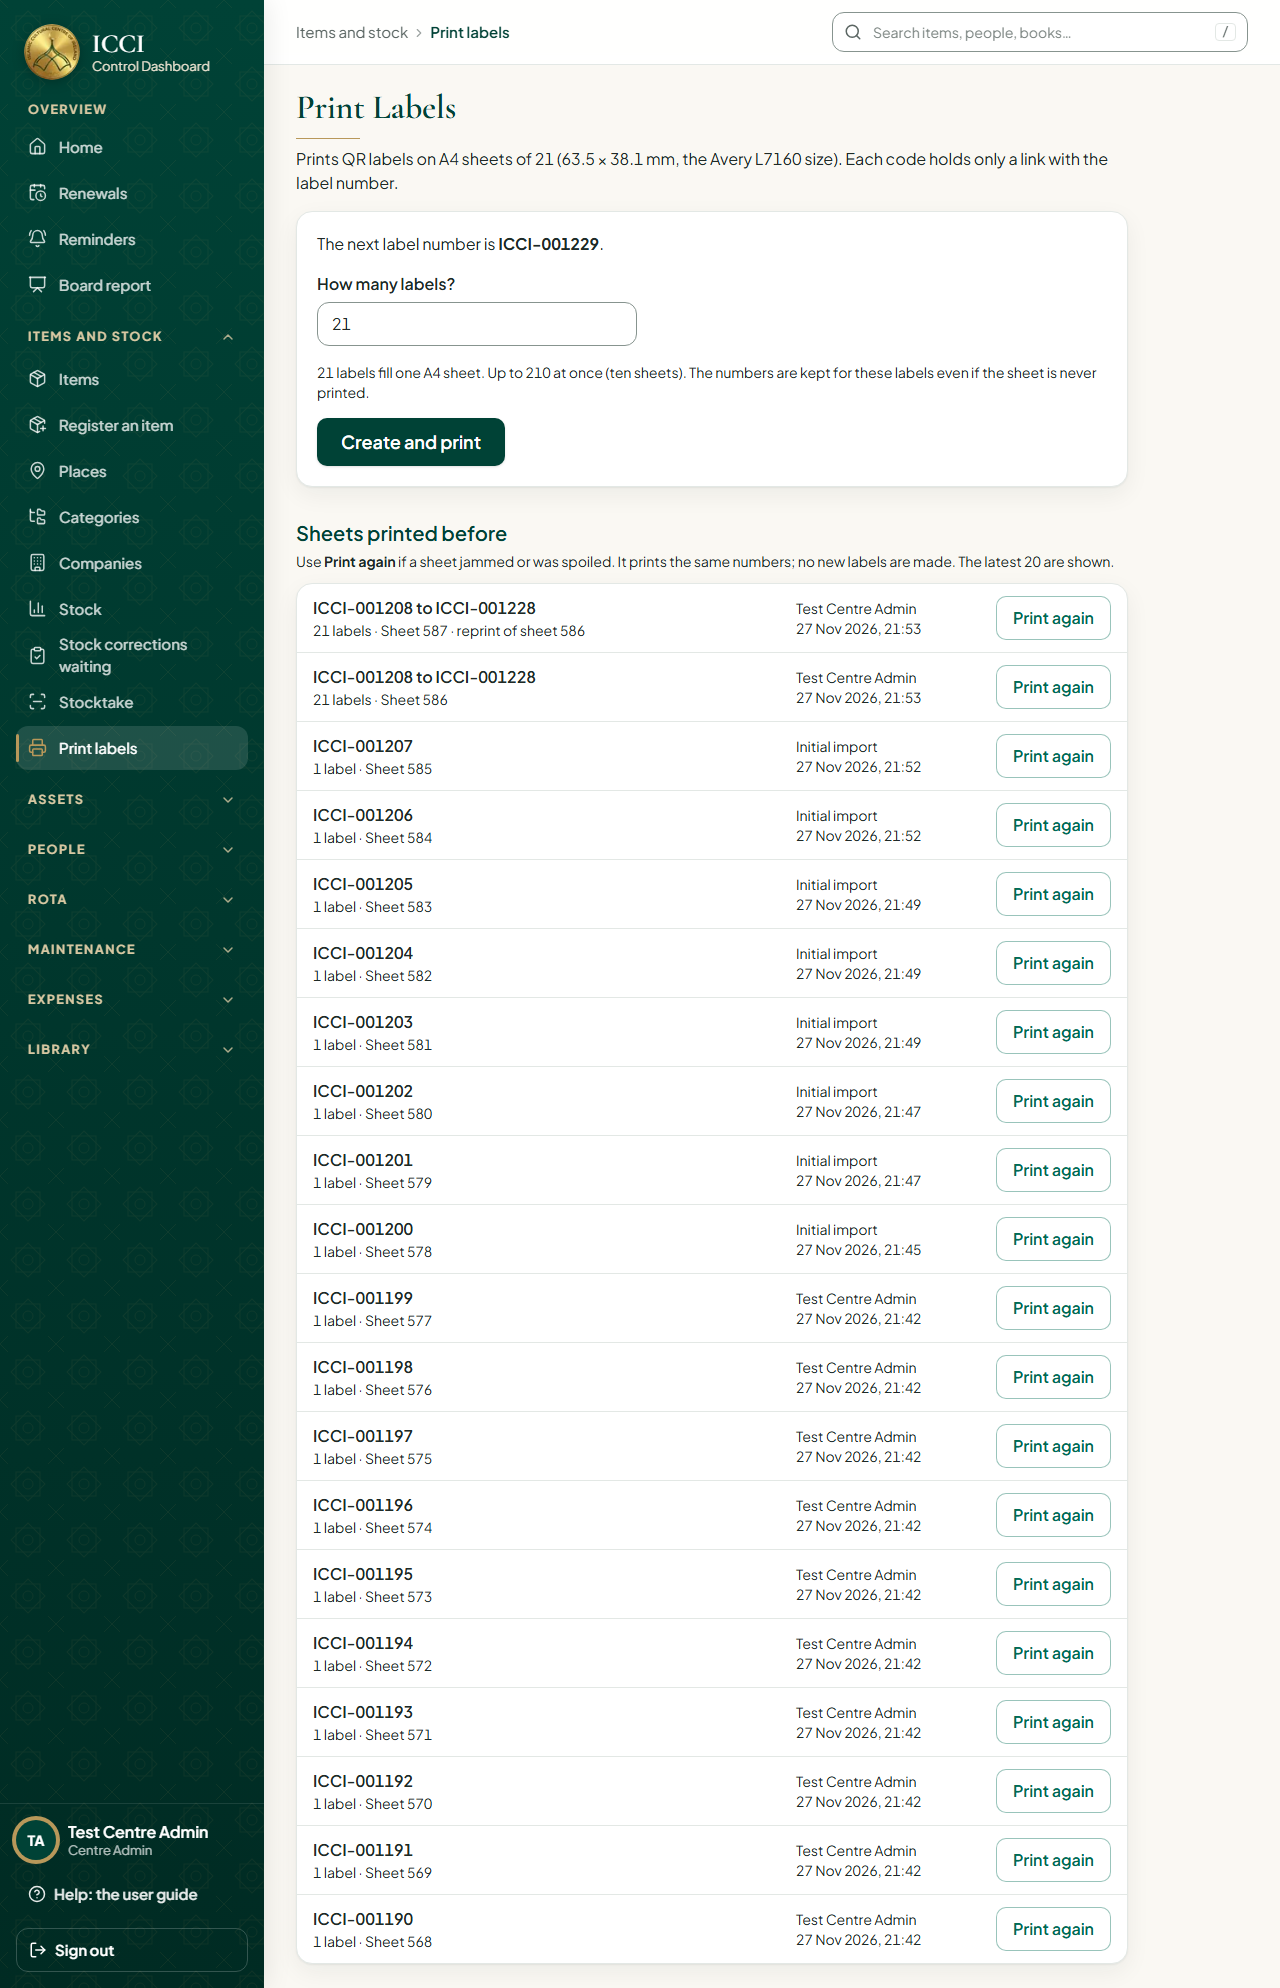 ICCI
Control Dashboard
OVERVIEW
Home
Renewals
Reminders
Board report
ITEMS AND STOCK
Items
Register an item
Places
Categories
Companies
Stock
Stock corrections
waiting
Stocktake
Print labels
ASSETS
PEOPLE
ROTA
MAINTENANCE
EXPENSES
LIBRARY
TA
Test Centre Admin
Centre Admin
Help: the user guide
Sign out
Items and stock › Print labels
Search items, people, books...
/
Print Labels
Prints QR labels on A4 sheets of 21 (63.5 × 38.1 mm, the Avery L7160 size). Each code holds only a link with the
label number.
The next label number is ICCI-001229.
How many labels?
21
21 labels fill one A4 sheet. Up to 210 at once (ten sheets). The numbers are kept for these labels even if the sheet is never
printed.
Create and print
Sheets printed before
Use Print again if a sheet jammed or was spoiled. It prints the same numbers; no new labels are made. The latest 20 are shown.
ICCI-001208 to ICCI-001228
21 labels · Sheet 587 · reprint of sheet 586
Test Centre Admin
27 Nov 2026, 21:53
Print again
ICCI-001208 to ICCI-001228
21 labels · Sheet 586
Test Centre Admin
27 Nov 2026, 21:53
Print again
ICCI-001207
1 label · Sheet 585
Initial import
27 Nov 2026, 21:52
Print again
ICCI-001206
1 label · Sheet 584
Initial import
27 Nov 2026, 21:52
Print again
ICCI-001205
1 label · Sheet 583
Initial import
27 Nov 2026, 21:49
Print again
ICCI-001204
1 label · Sheet 582
Initial import
27 Nov 2026, 21:49
Print again
ICCI-001203
1 label · Sheet 581
Initial import
27 Nov 2026, 21:49
Print again
ICCI-001202
1 label · Sheet 580
Initial import
27 Nov 2026, 21:47
Print again
ICCI-001201
1 label · Sheet 579
Initial import
27 Nov 2026, 21:47
Print again
ICCI-001200
1 label · Sheet 578
Initial import
27 Nov 2026, 21:45
Print again
ICCI-001199
1 label · Sheet 577
Test Centre Admin
27 Nov 2026, 21:42
Print again
ICCI-001198
1 label · Sheet 576
Test Centre Admin
27 Nov 2026, 21:42
Print again
ICCI-001197
1 label · Sheet 575
Test Centre Admin
27 Nov 2026, 21:42
Print again
ICCI-001196
1 label · Sheet 574
Test Centre Admin
27 Nov 2026, 21:42
Print again
ICCI-001195
1 label · Sheet 573
Test Centre Admin
27 Nov 2026, 21:42
Print again
ICCI-001194
1 label · Sheet 572
Test Centre Admin
27 Nov 2026, 21:42
Print again
ICCI-001193
1 label · Sheet 571
Test Centre Admin
27 Nov 2026, 21:42
Print again
ICCI-001192
1 label · Sheet 570
Test Centre Admin
27 Nov 2026, 21:42
Print again
ICCI-001191
1 label · Sheet 569
Test Centre Admin
27 Nov 2026, 21:42
Print again
ICCI-001190
1 label · Sheet 568
Test Centre Admin
27 Nov 2026, 21:42
Print again